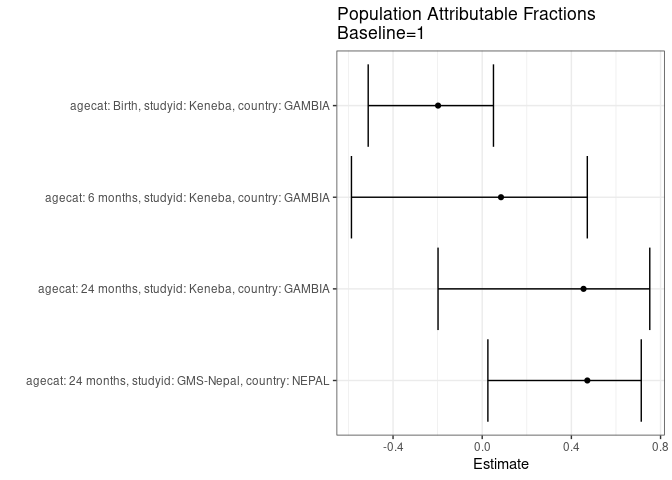 Population Attributable Fractions
Baseline=1
agecat: Birth, studyid: Keneba, country: GAMBIA
agecat: 6 months, studyid: Keneba, country: GAMBIA
agecat: 24 months, studyid: Keneba, country: GAMBIA
agecat: 24 months, studyid: GMS-Nepal, country: NEPAL
-0.4 0.0 0.4 0.8
Estimate